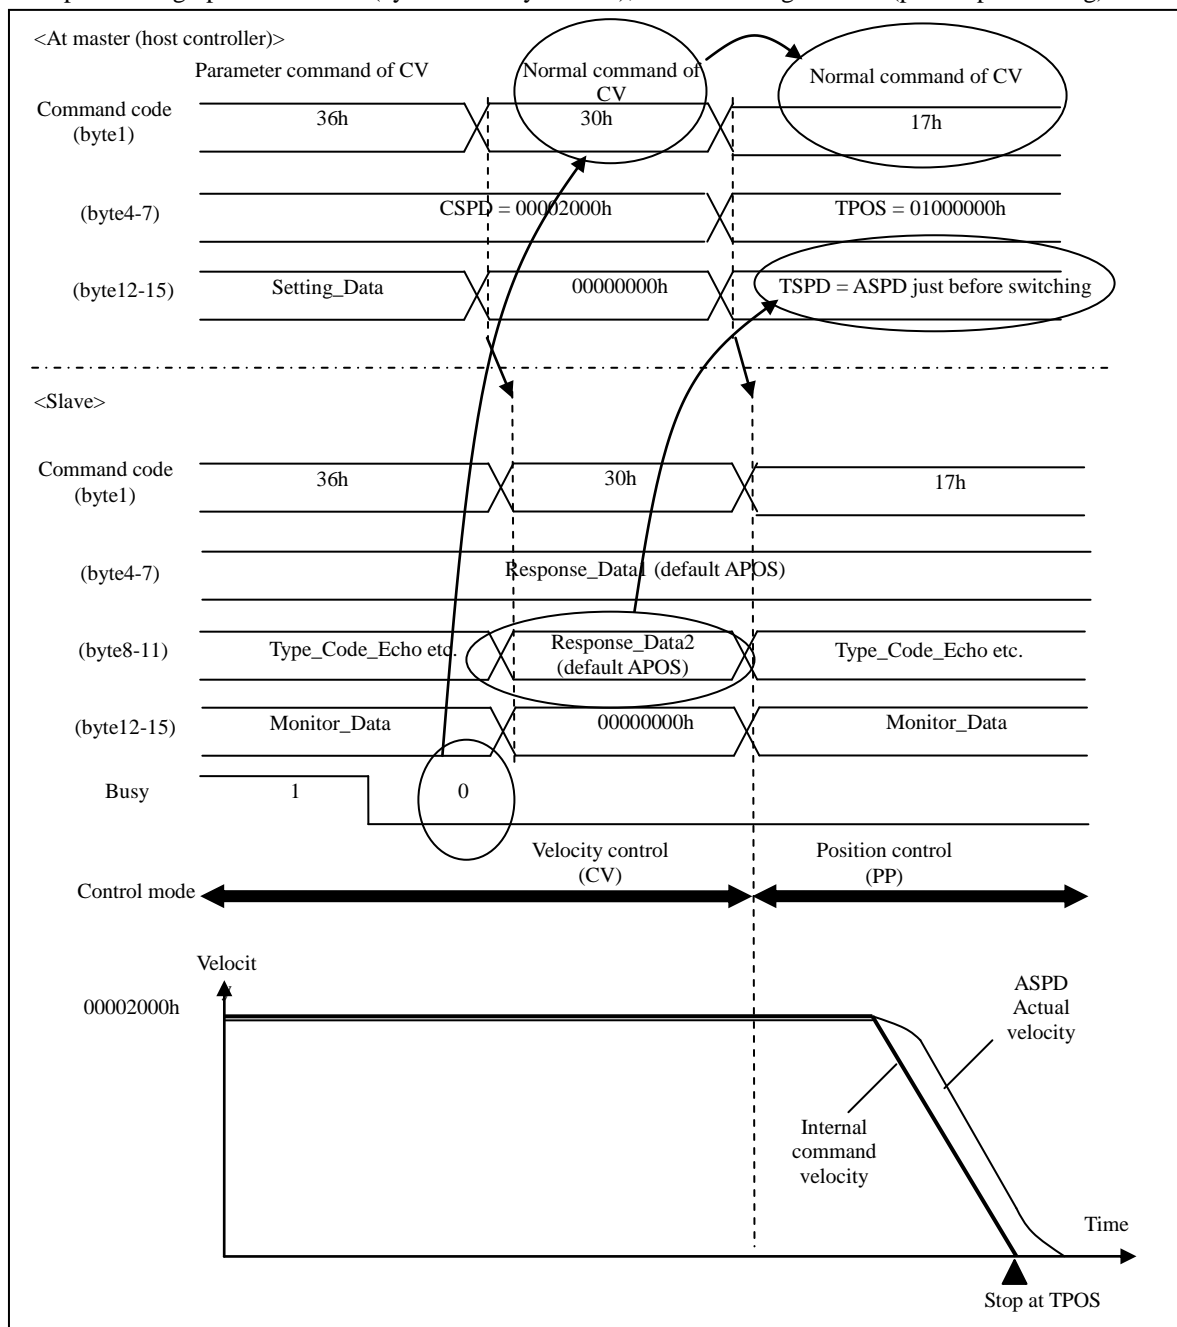 <At master (host controller)>
Parameter command of CV
Normal command of
CV
Normal command of CV
Command code
(byte1)
36h
30h
17h
(byte4-7)
CSPD = 00002000h
TPOS = 01000000h
(byte12-15)
Setting_Data
00000000h
TSPD = ASPD just before switching
<Slave>
Command code
(byte1)
36h
30h
17h
(byte4-7)
Response_Data1 (default APOS)
(byte8-11)
Type_Code_Echo etc.
Response_Data2
(default APOS)
Type_Code_Echo etc.
(byte12-15)
Monitor_Data
00000000h
Monitor_Data
Busy
1
0
Velocity control
(CV)
Position control
(PP)
Control mode
Velocit
y
00002000h
ASPD
Actual
velocity
Internal
command
velocity
Time
Stop at TPOS